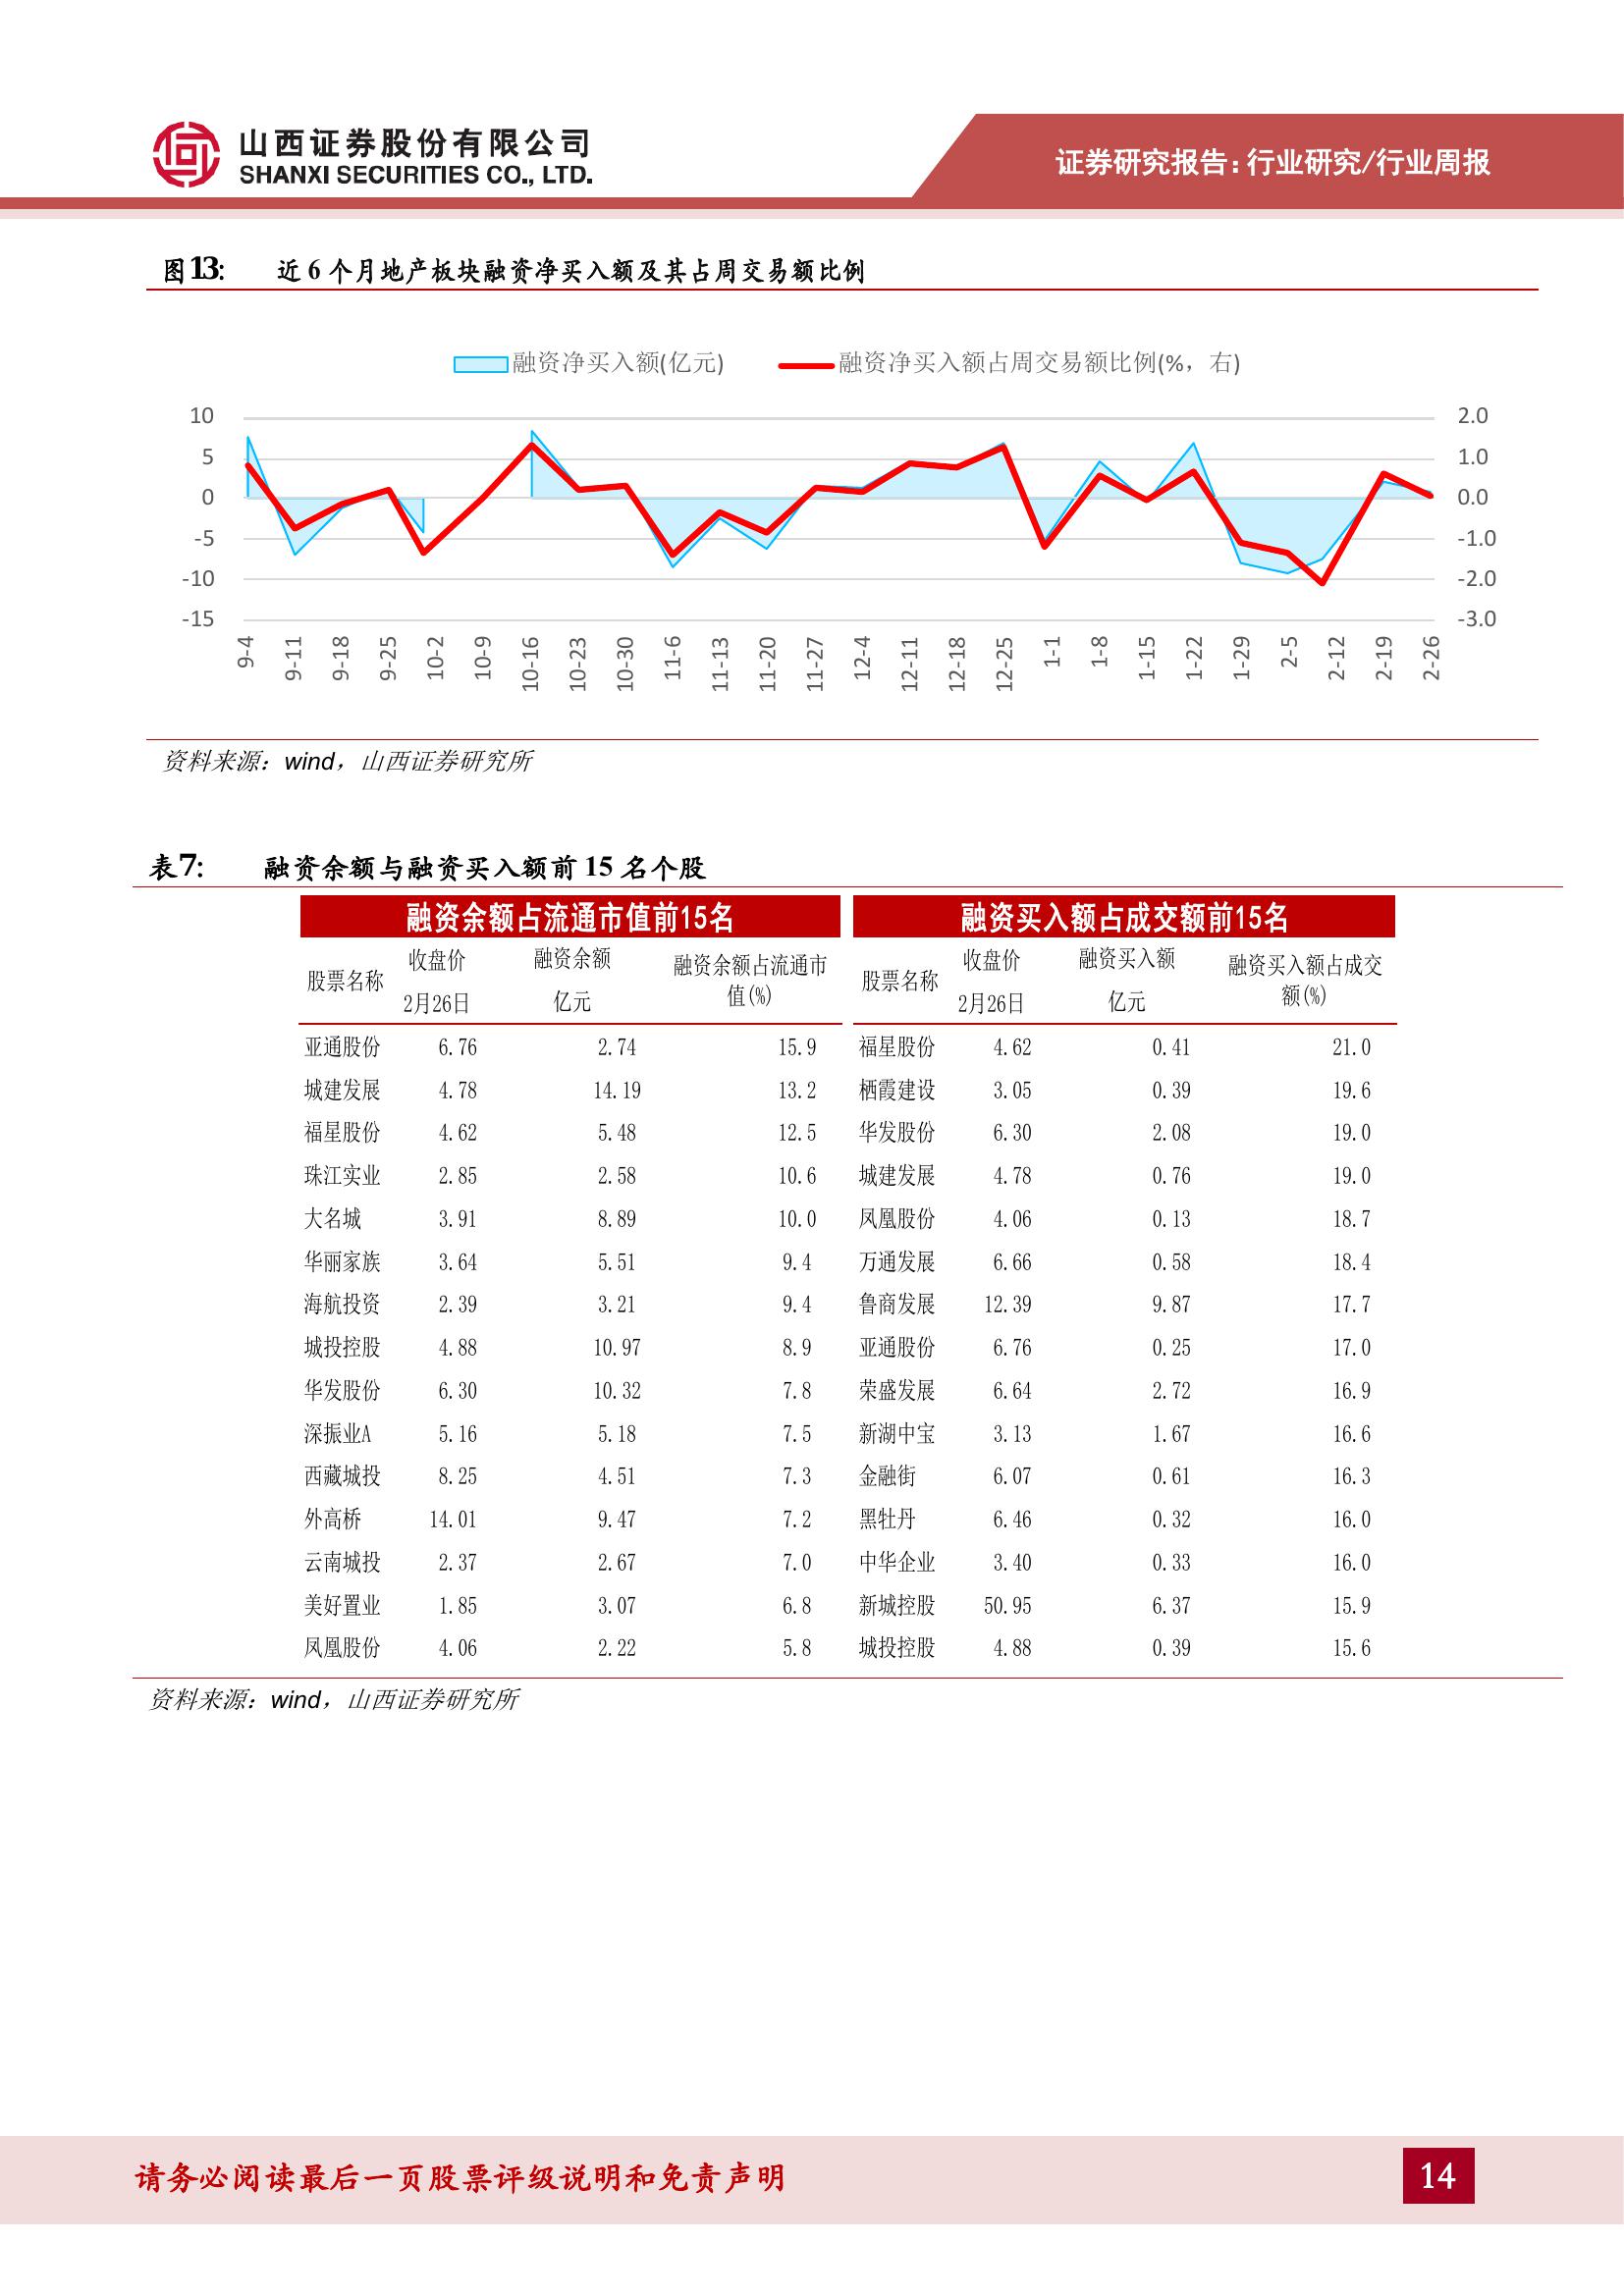 山西证券股份有限公司
SHANXI SECURITIES CO., LTD.
证券研究报告:行业研究/行业周报
图13: 近 6 个月地产板块融资净买入额及其占周交易额比例
融资净买入额(亿元) 融资净买入额占周交易额比例(%，右)
10 2.0
5 1.0
0 0.0
-5 -1.0
-10 -2.0
-15 -3.0
9-4 9-11 9-18 9-25 10-2 10-9 10-16 10-23 10-30 11-6 11-13 11-20 11-27 12-4 12-11 12-18 12-25 1-1 1-8 1-15 1-22 1-29 2-5 2-12 2-19 2-26
资料来源：wind，山西证券研究所
表7: 融资余额与融资买入额前 15 名个股
融资余额占流通市值前15名 融资买入额占成交额前15名
股票名称 收盘价 2月26日 融资余额 亿元 融资余额占流通市值(%) 股票名称 收盘价 2月26日 融资买入额 亿元 融资买入额占成交额(%)
亚通股份 6.76 2.74 15.9 福星股份 4.62 0.41 21.0
城建发展 4.78 14.19 13.2 栖霞建设 3.05 0.39 19.6
福星股份 4.62 5.48 12.5 华发股份 6.30 2.08 19.0
珠江实业 2.85 2.58 10.6 城建发展 4.78 0.76 19.0
大名城 3.91 8.89 10.0 凤凰股份 4.06 0.13 18.7
华丽家族 3.64 5.51 9.4 万通发展 6.66 0.58 18.4
海航投资 2.39 3.21 9.4 鲁商发展 12.39 9.87 17.7
城投控股 4.88 10.97 8.9 亚通股份 6.76 0.25 17.0
华发股份 6.30 10.32 7.8 荣盛发展 6.64 2.72 16.9
深振业A 5.16 5.18 7.5 新湖中宝 3.13 1.67 16.6
西藏城投 8.25 4.51 7.3 金融街 6.07 0.61 16.3
外高桥 14.01 9.47 7.2 黑牡丹 6.46 0.32 16.0
云南城投 2.37 2.67 7.0 中华企业 3.40 0.33 16.0
美好置业 1.85 3.07 6.8 新城控股 50.95 6.37 15.9
凤凰股份 4.06 2.22 5.8 城投控股 4.88 0.39 15.6
资料来源：wind，山西证券研究所
请务必阅读最后一页股票评级说明和免责声明
14